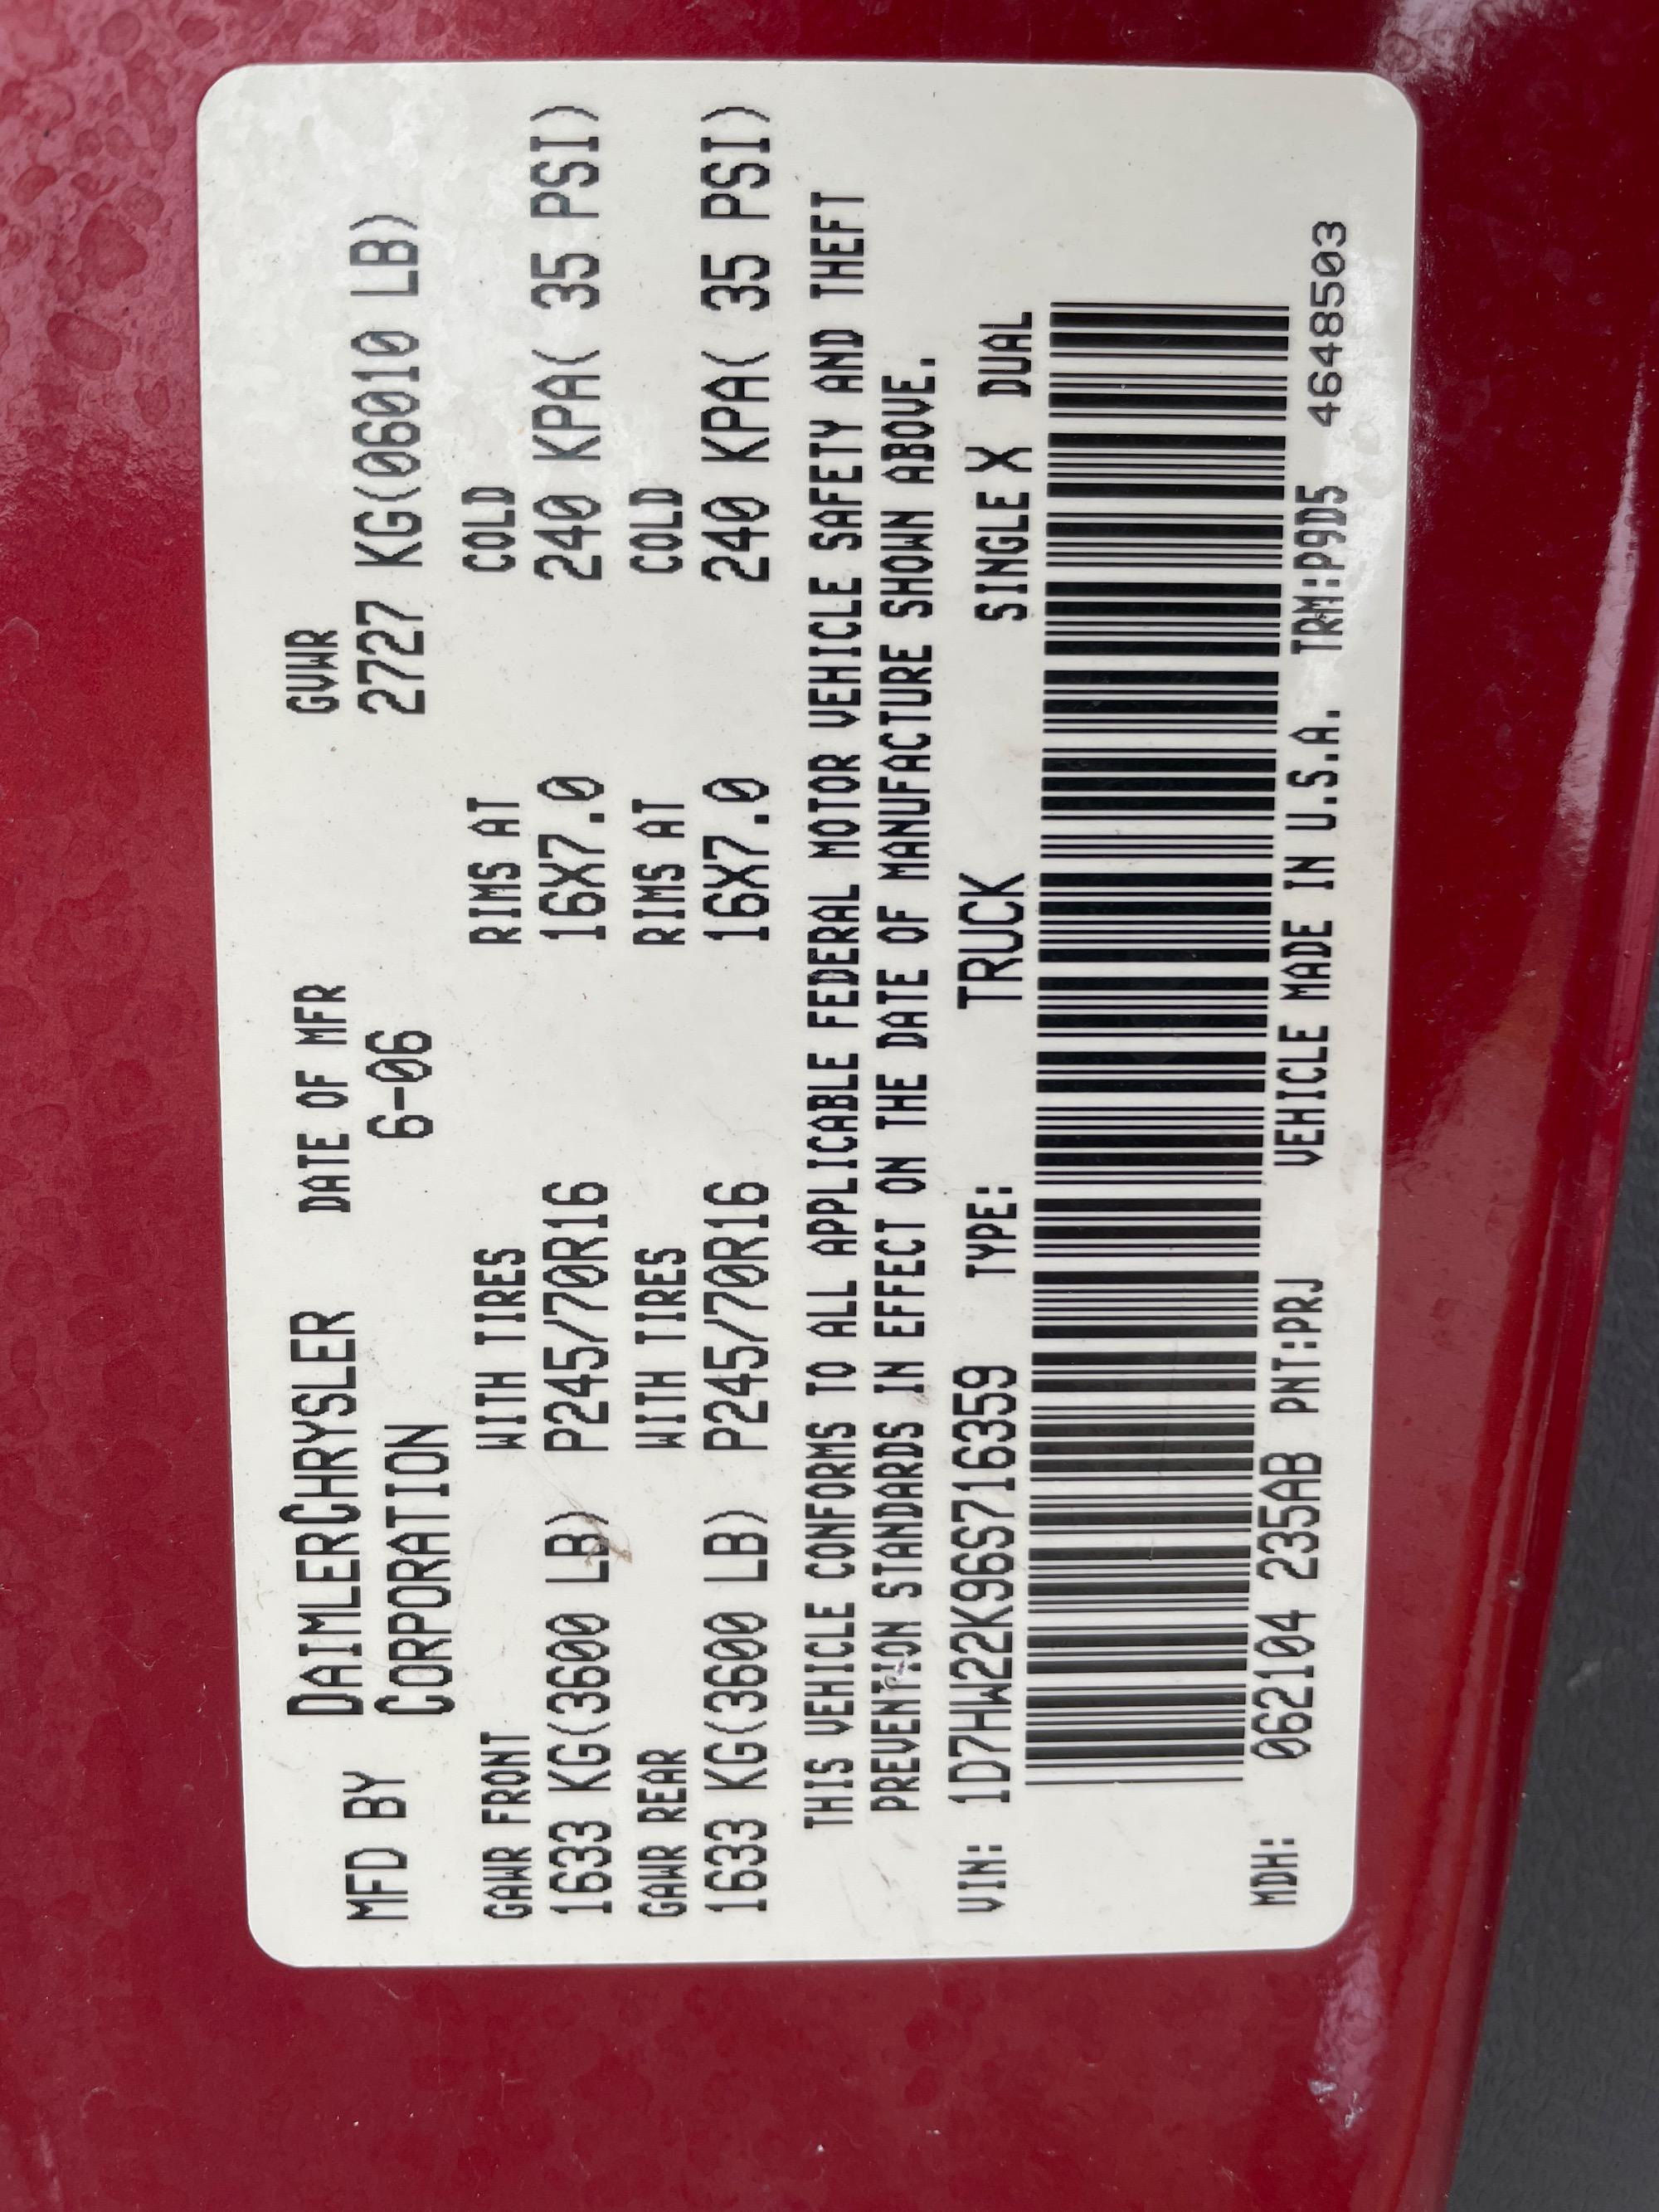 MFD BY DAIMLERCHRYSLER CORPORATION DATE OF MFR 6-06 GVWR 2727 KG(06010 LB)
GAWR FRONT WITH TIRES RIMS AT COLD
1633 KG(3600 LB) P245/70R16 16X7.0 240 KPA( 35 PSI)
GAWR REAR WITH TIRES RIMS AT COLD
1633 KG(3600 LB) P245/70R16 16X7.0 240 KPA( 35 PSI)
THIS VEHICLE CONFORMS TO ALL APPLICABLE FEDERAL MOTOR VEHICLE SAFETY AND THEFT
PREVENTION STANDARDS IN EFFECT ON THE DATE OF MANUFACTURE SHOWN ABOVE.
VIN: 1D7HW22K96S716359 TYPE: TRUCK SINGLE X DUAL
MDH: 062104 235AB PNT:PRJ VEHICLE MADE IN U.S.A. TRM:P9D5 4648503